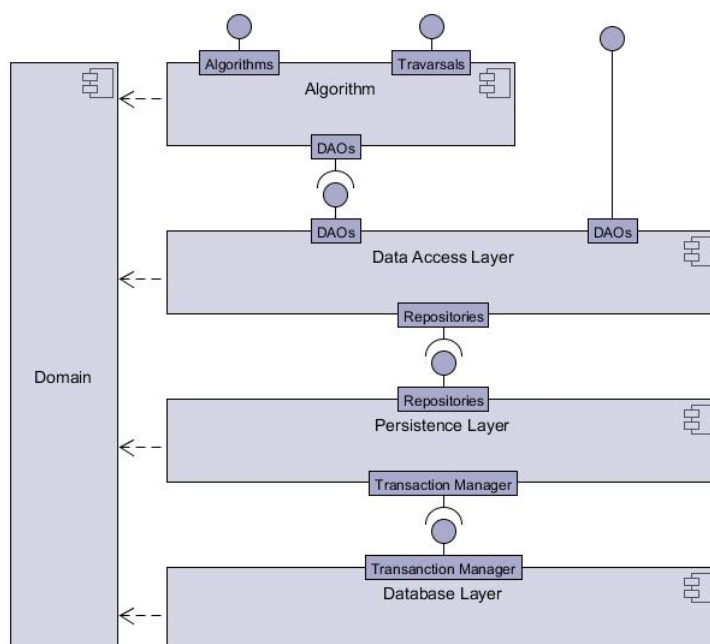 Algorithms
Travarsals
Algorithm
DAOs
DAOs
DAOs
Data Access Layer
Repositories
Domain
Repositories
Persistence Layer
Transaction Manager
Transanction Manager
Database Layer